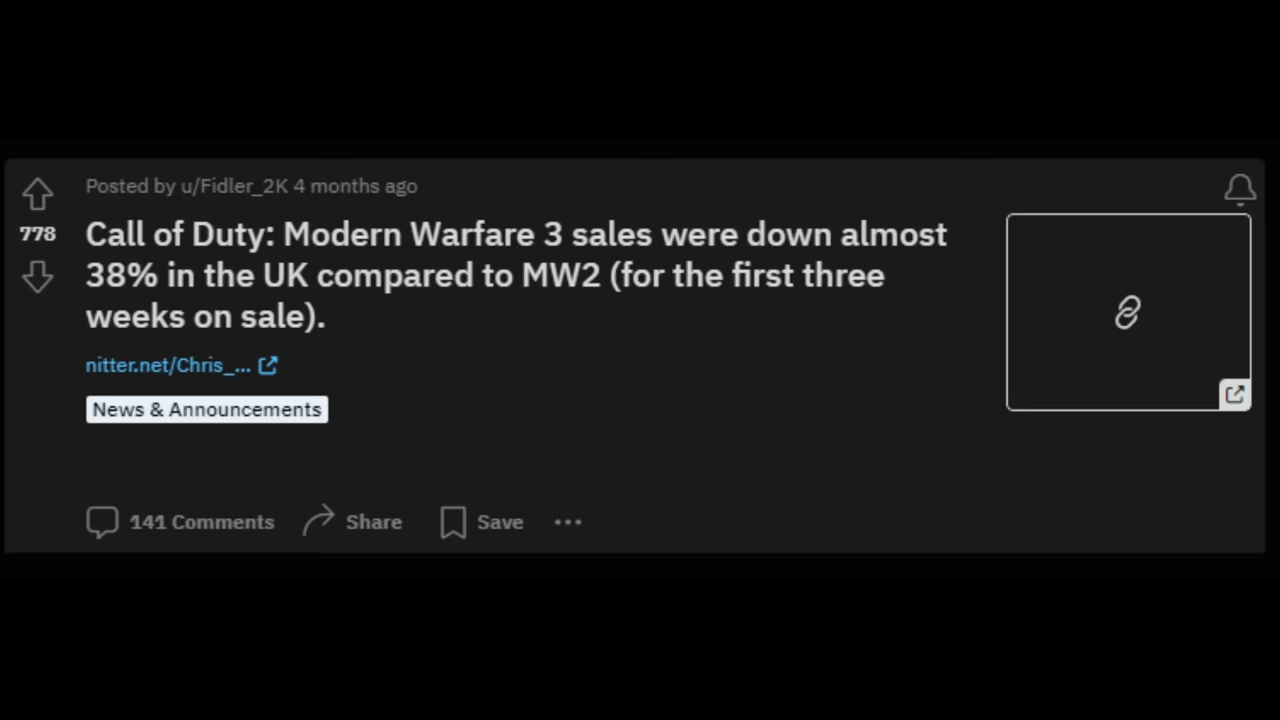 Posted by u/Fidler_2K 4 months ago
778
Call of Duty: Modern Warfare 3 sales were down almost
38% in the UK compared to MW2 (for the first three
weeks on sale).
nitter.net/Chris_...
News & Announcements
141 Comments Share Save